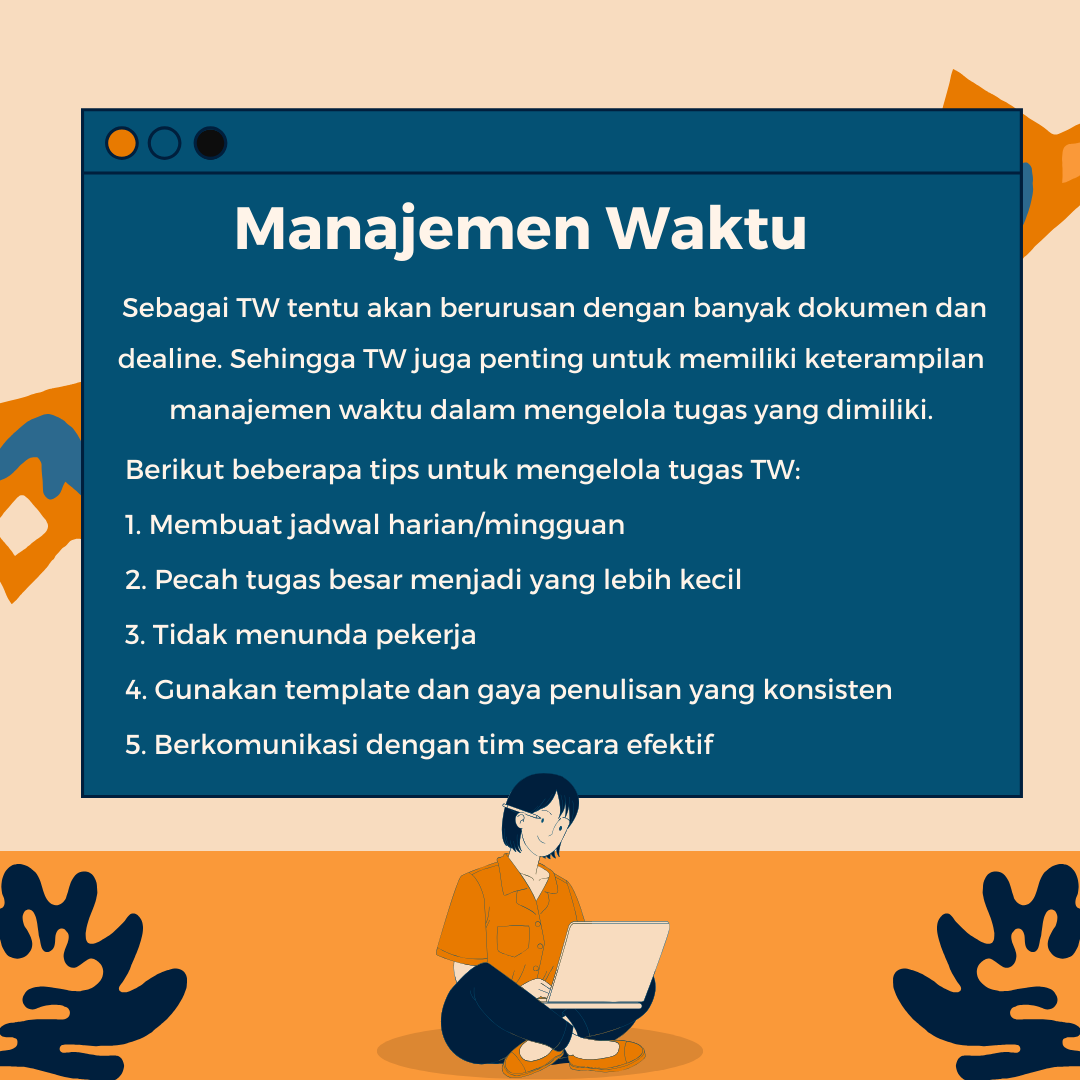 Manajemen Waktu
Sebagai TW tentu akan berurusan dengan banyak dokumen dan
dealine. Sehingga TW juga penting untuk memiliki keterampilan
manajemen waktu dalam mengelola tugas yang dimiliki.
Berikut beberapa tips untuk mengelola tugas TW:
1. Membuat jadwal harian/mingguan
2. Pecah tugas besar menjadi yang lebih kecil
3. Tidak menunda pekerja
4. Gunakan template dan gaya penulisan yang konsisten
5. Berkomunikasi dengan tim secara efektif